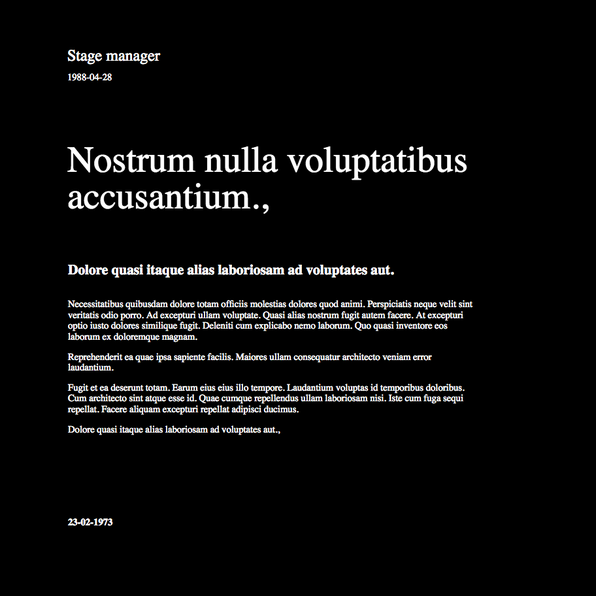 Stage manager
1988-04-28
Nostrum nulla voluptatibus
accusantium.,
Dolore quasi itaque alias laboriosam ad voluptates aut.
Necessitatibus quibusdam dolore totam officiis molestias dolores quod animi. Perspiciatis neque velit sint
veritatis odio porro. Ad excepturi ullam voluptate. Quasi alias nostrum fugit autem facere. At excepturi
optio iusto dolores similique fugit. Deleniti cum explicabo nemo laborum. Quo quasi inventore eos
laborum ex doloremque magnam.
Reprehenderit ea quae ipsa sapiente facilis. Maiores ullam consequatur architecto veniam error
laudantium.
Fugit et ea deserunt totam. Earum eius eius illo tempore. Laudantium voluptas id temporibus doloribus.
Cum architecto sint atque esse id. Quae cumque repellendus ullam laboriosam nisi. Iste cum fuga sequi
repellat. Facere aliquam excepturi repellat adipisci ducimus.
Dolore quasi itaque alias laboriosam ad voluptates aut.,
23-02-1973